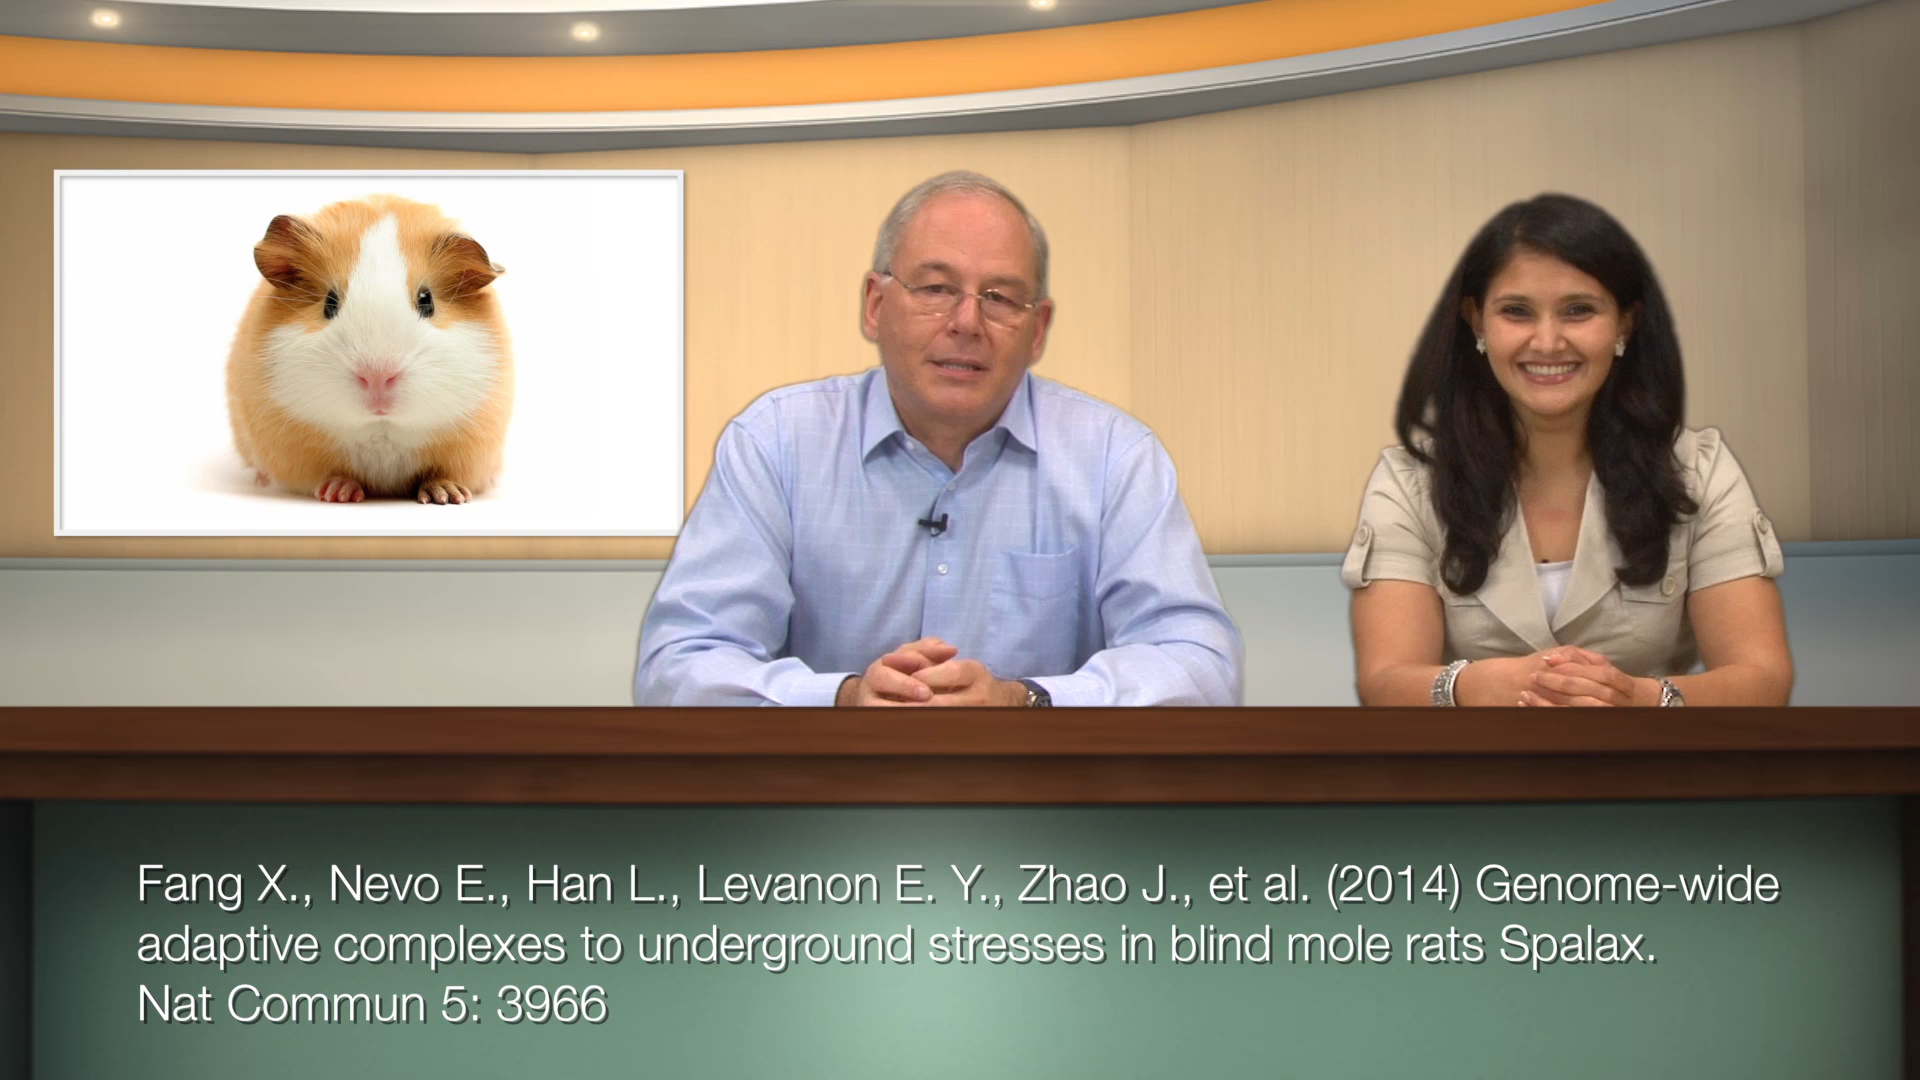 Fang X., Nevo E., Han L., Levanon E. Y., Zhao J., et al. (2014) Genome-wide
adaptive complexes to underground stresses in blind mole rats Spalax.
Nat Commun 5: 3966